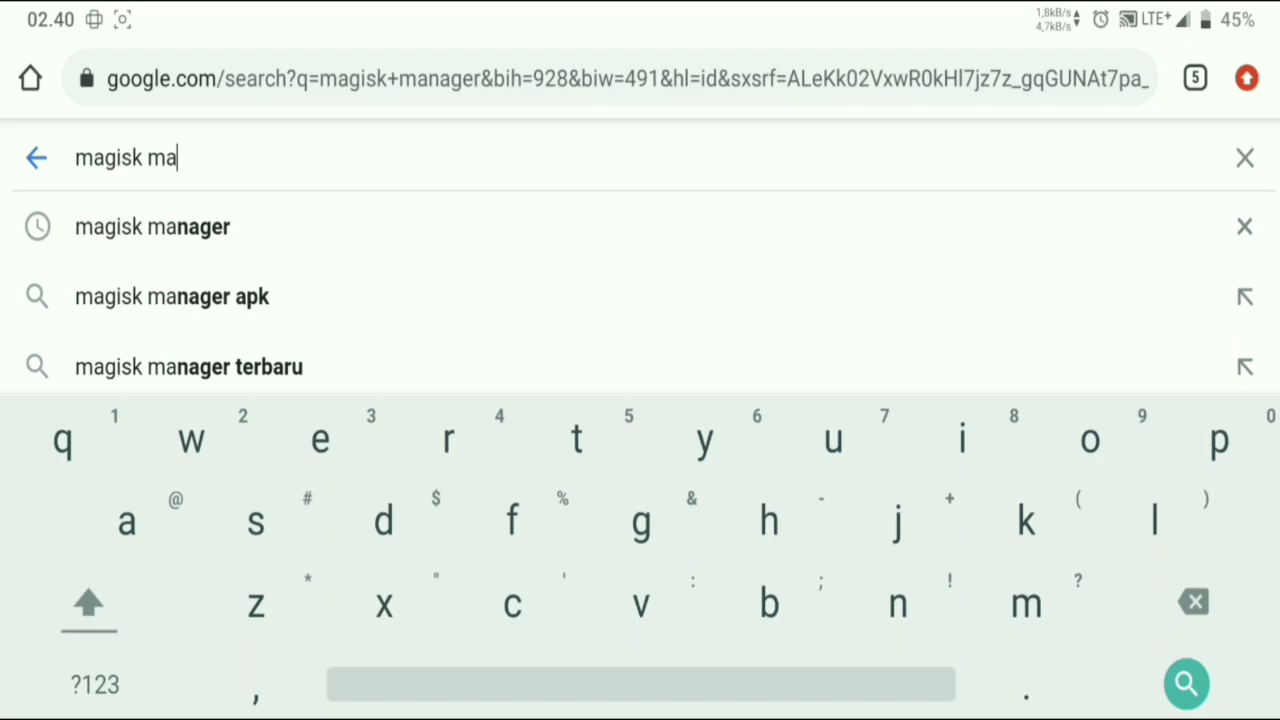 02.40 1,8kB/s LTE+ 45%
4,7kB/s
google.com/search?q=magisk+manager&bih=928&biw=491&hl=id&sxsrf=ALeKk02VxwR0kHl7jz7z_gqGUNAt7pa_ 5
magisk ma
magisk manager
magisk manager apk
magisk manager terbaru
1 2 3 4 5 6 7 8 9 0
q w e r t y u i o p
@ # $ % & - + ( )
a s d f g h j k l
* " ' : ; ! ?
z x c v b n m
?123 , .